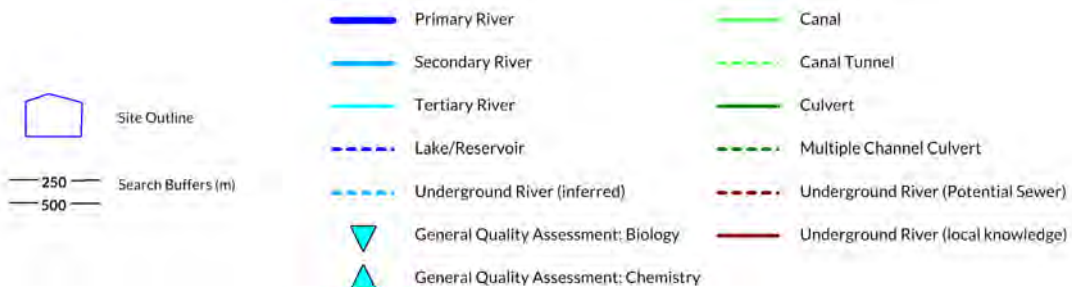 Site Outline
250
500
Search Buffers (m)
Primary River
Secondary River
Tertiary River
Lake/Reservoir
Underground River (inferred)
General Quality Assessment: Biology
General Quality Assessment: Chemistry
Canal
Canal Tunnel
Culvert
Multiple Channel Culvert
Underground River (Potential Sewer)
Underground River (local knowledge)